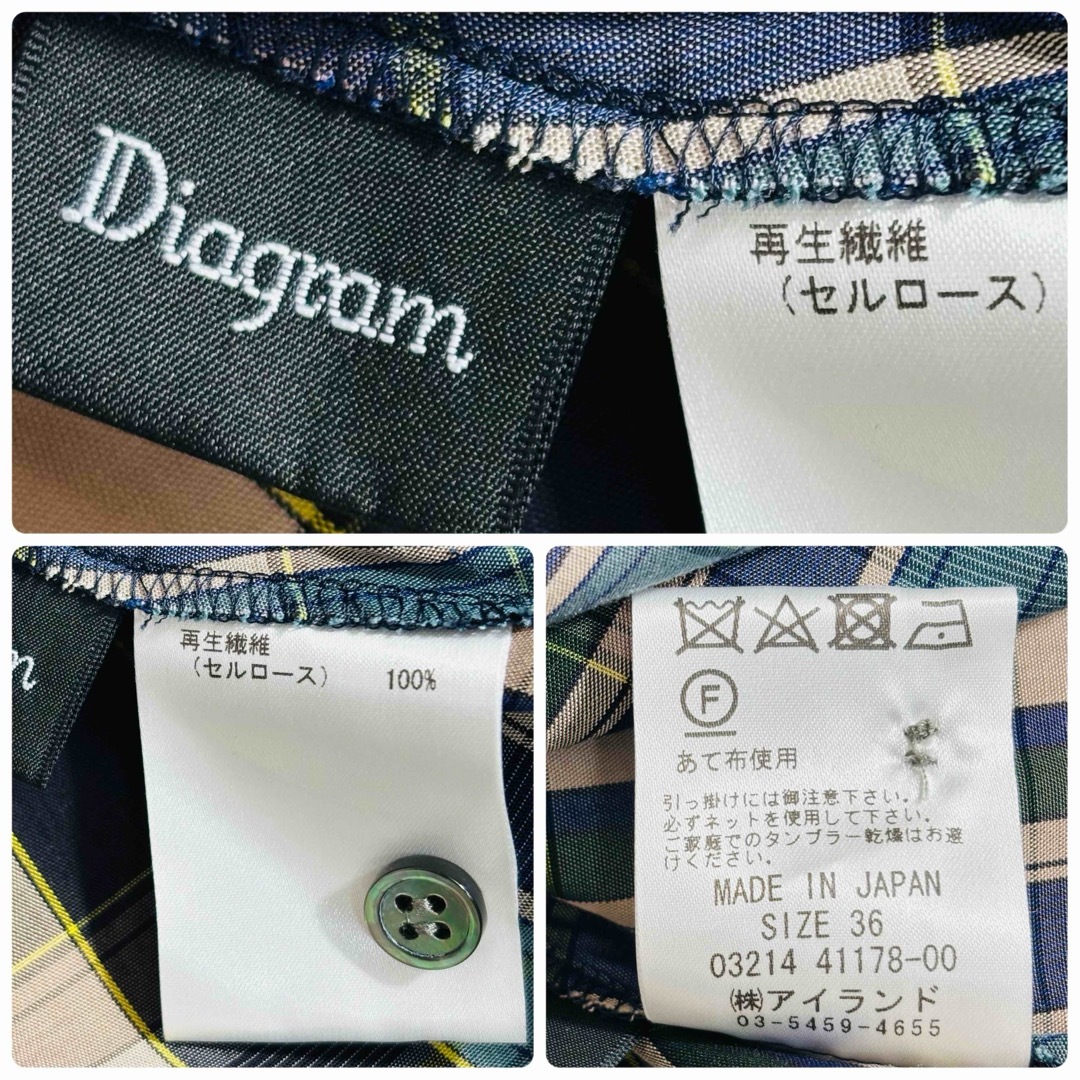 Diagram
再生繊維
(セルロース)
m
再生繊維
(セルロース) 100%
F
あて布使用
引っ掛けには御注意下さい。
必ずネットを使用して下さい。
ご家庭でのタンブラー乾燥はお避
けください。
MADE IN JAPAN
SIZE 36
03214 41178-00
㈱アイランド
03-5459-4655